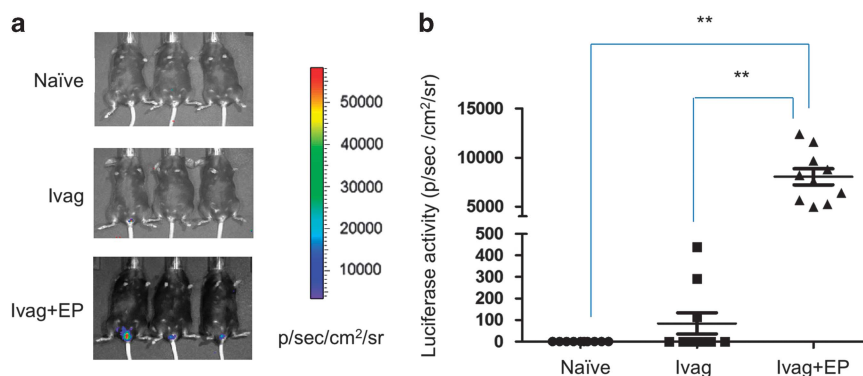 a
Naïve
Ivag
Ivag+EP
50000
40000
30000
20000
10000
p/sec/cm²/sr
b
**
**
Luciferase activity (p/sec /cm²/sr)
15000
10000
5000
500
400
300
200
100
0
Naïve
Ivag
Ivag+EP